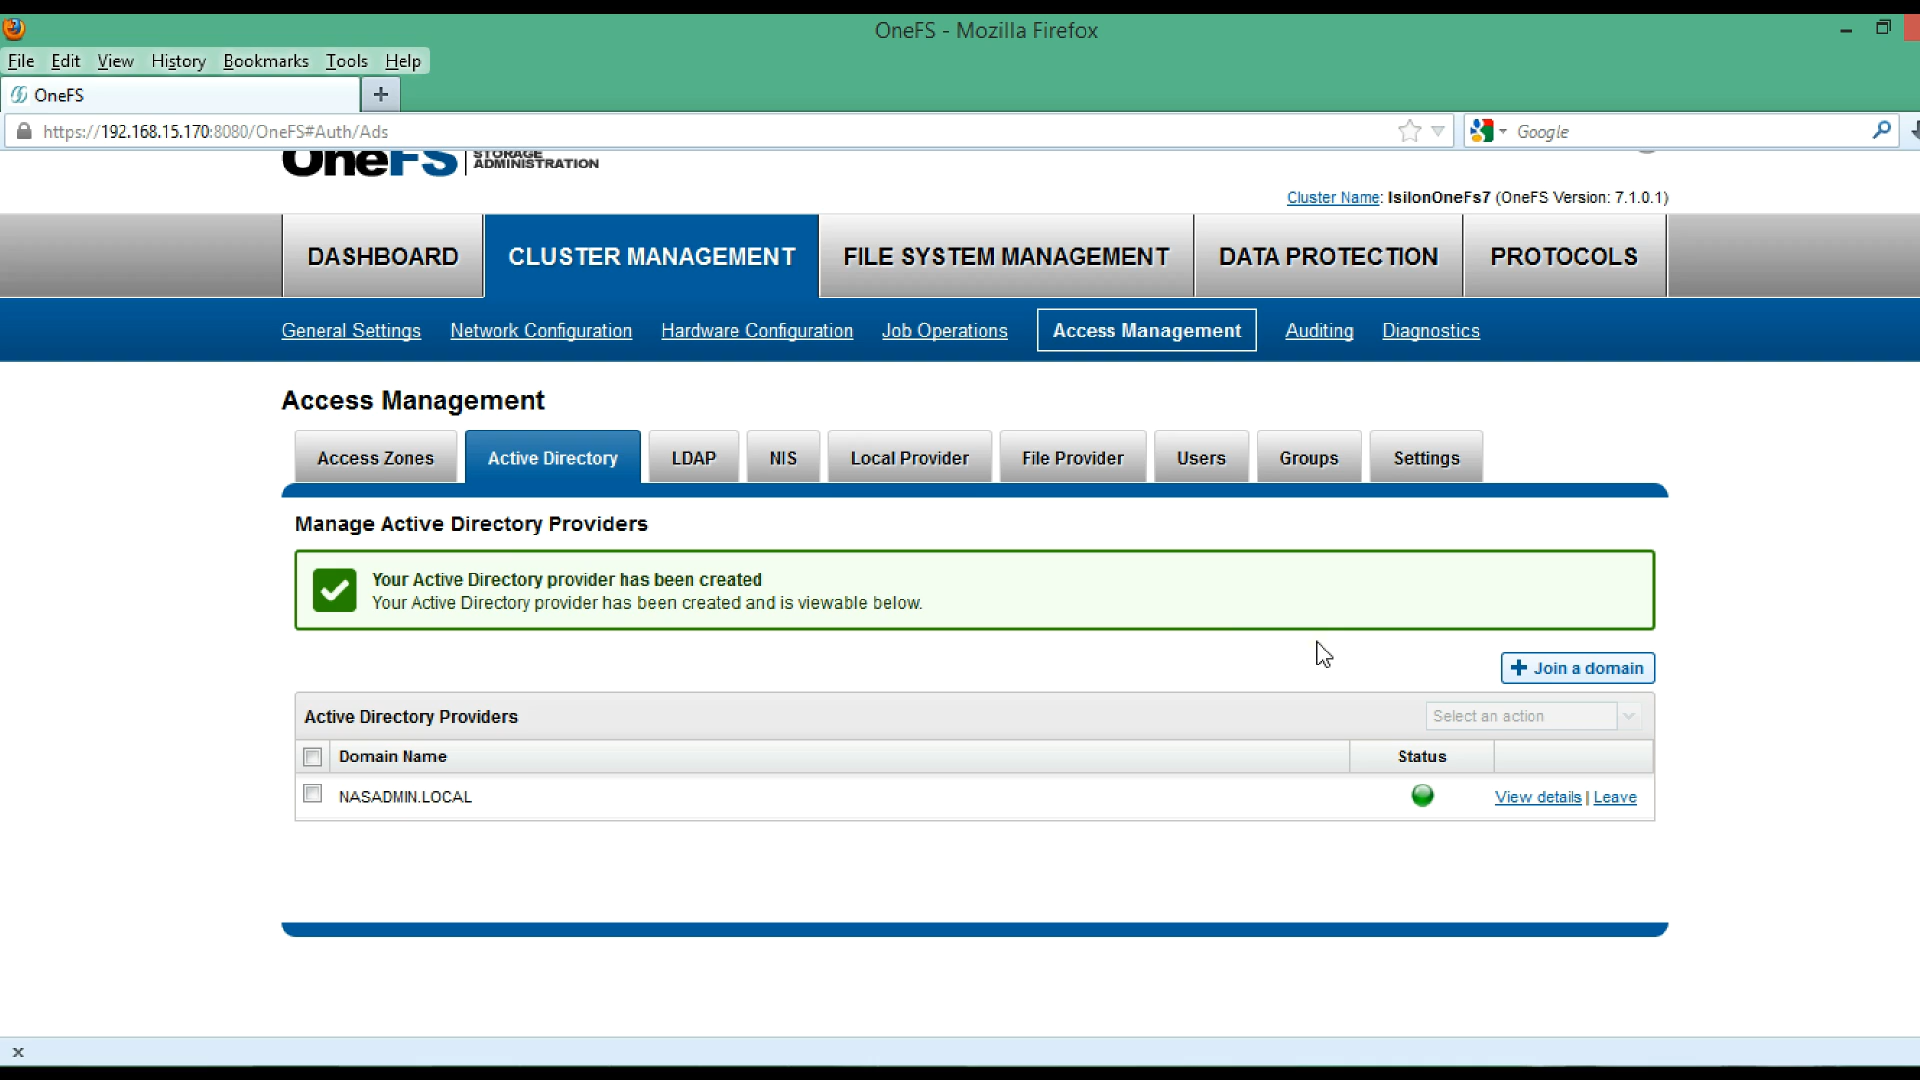 OneFS - Mozilla Firefox
File Edit View History Bookmarks Tools Help
OneFS
https://192.168.15.170:8080/OneFS#Auth/Ads
Google
OneFS STORAGE ADMINISTRATION
Cluster Name: IsilonOneFs7 (OneFS Version: 7.1.0.1)
DASHBOARD CLUSTER MANAGEMENT FILE SYSTEM MANAGEMENT DATA PROTECTION PROTOCOLS
General Settings Network Configuration Hardware Configuration Job Operations Access Management Auditing Diagnostics
Access Management
Access Zones Active Directory LDAP NIS Local Provider File Provider Users Groups Settings
Manage Active Directory Providers
Your Active Directory provider has been created
Your Active Directory provider has been created and is viewable below.
+ Join a domain
Active Directory Providers Select an action
Domain Name Status
NASADMIN.LOCAL View details | Leave